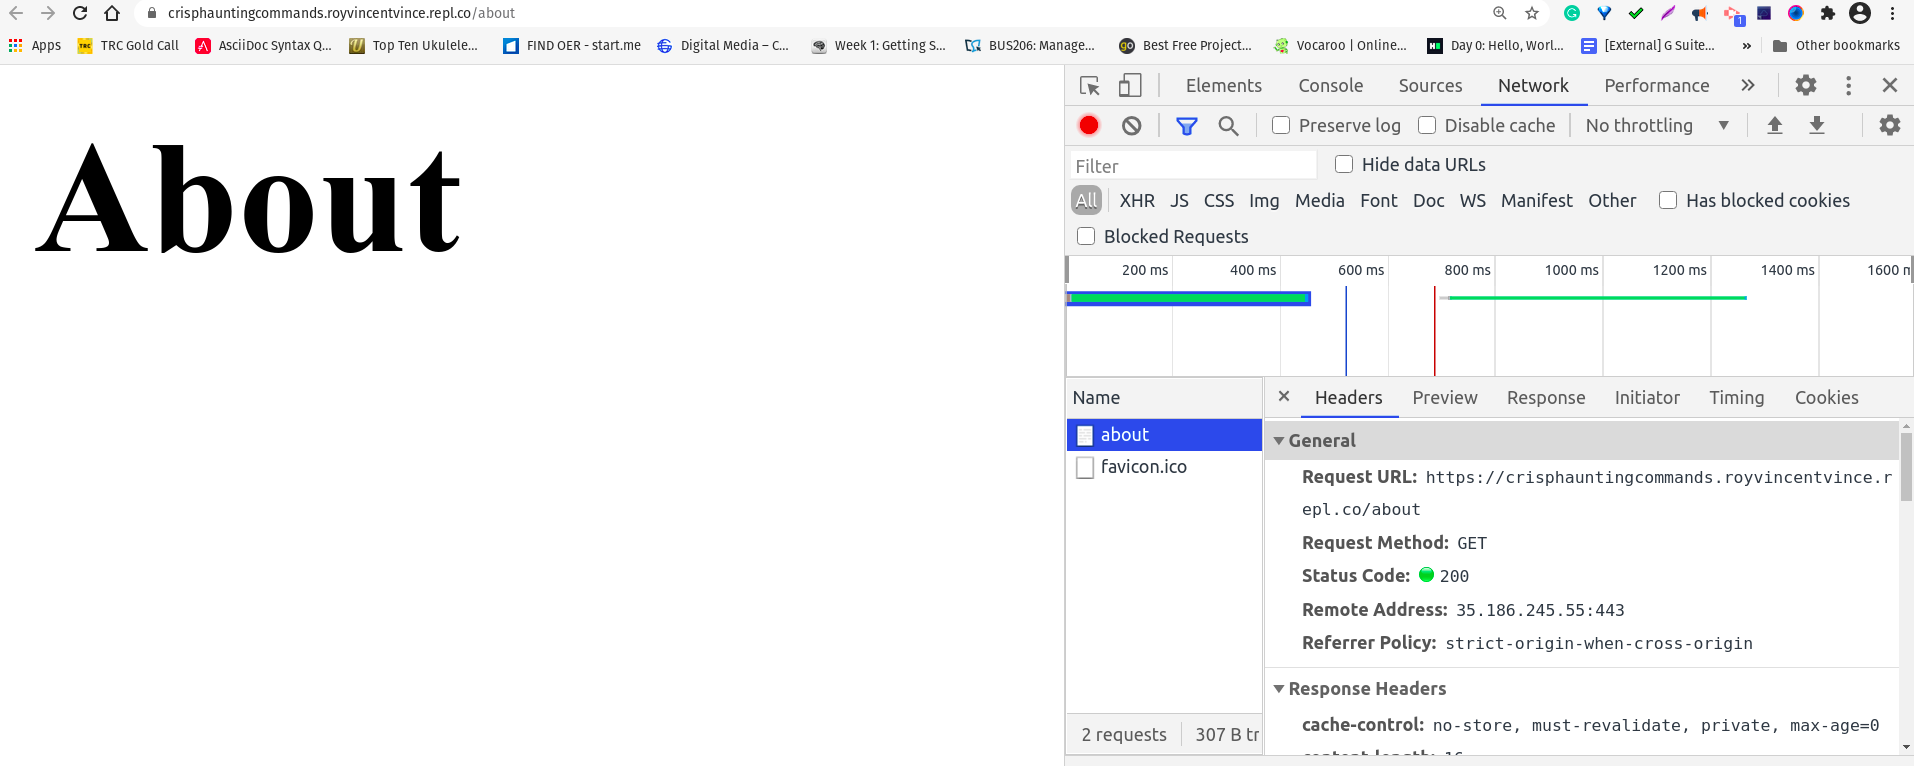 crisphauntingcommands.royvincentvince.repl.co/about
1
Apps TRC Gold Call AsciiDoc Syntax Q... Top Ten Ukulele... FIND OER - start.me Digital Media – C... Week 1: Getting S... BUS206: Manage... Best Free Project... Vocaroo | Online... Day 0: Hello, Worl... [External] G Suite... » Other bookmarks
About
Elements Console Sources Network Performance
Preserve log Disable cache No throttling
Filter Hide data URLs
All XHR JS CSS Img Media Font Doc WS Manifest Other Has blocked cookies
Blocked Requests
200 ms 400 ms 600 ms 800 ms 1000 ms 1200 ms 1400 ms 1600
Name
about
favicon.ico
2 requests 307 B tr
Headers Preview Response Initiator Timing Cookies
General
Request URL: https://crisphauntingcommands.royvincentvince.r
epl.co/about
Request Method: GET
Status Code: 200
Remote Address: 35.186.245.55:443
Referrer Policy: strict-origin-when-cross-origin
Response Headers
cache-control: no-store, must-revalidate, private, max-age=0
content-length: 16